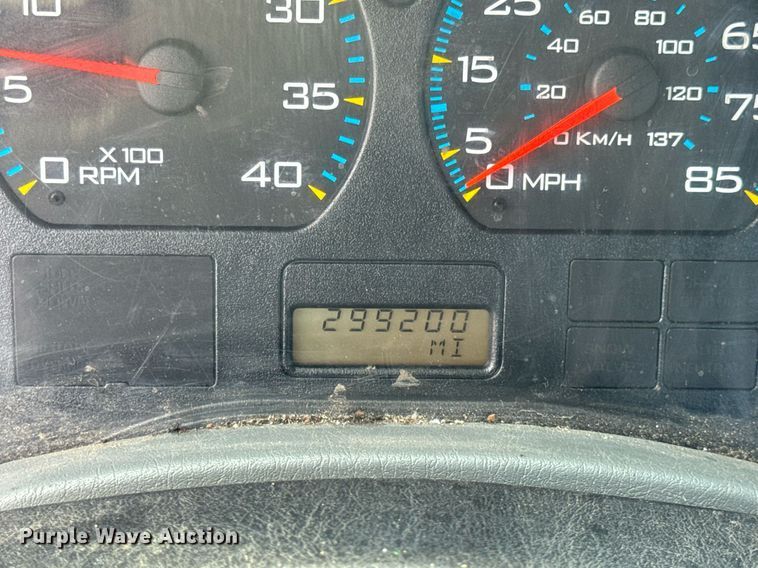 10 30 25 60 80 65
40 100
15
5 35 20 120 75
X100 5 0 KM/H 137
0 RPM 40 0 MPH 85
299200
MI
Purple Wave Auction